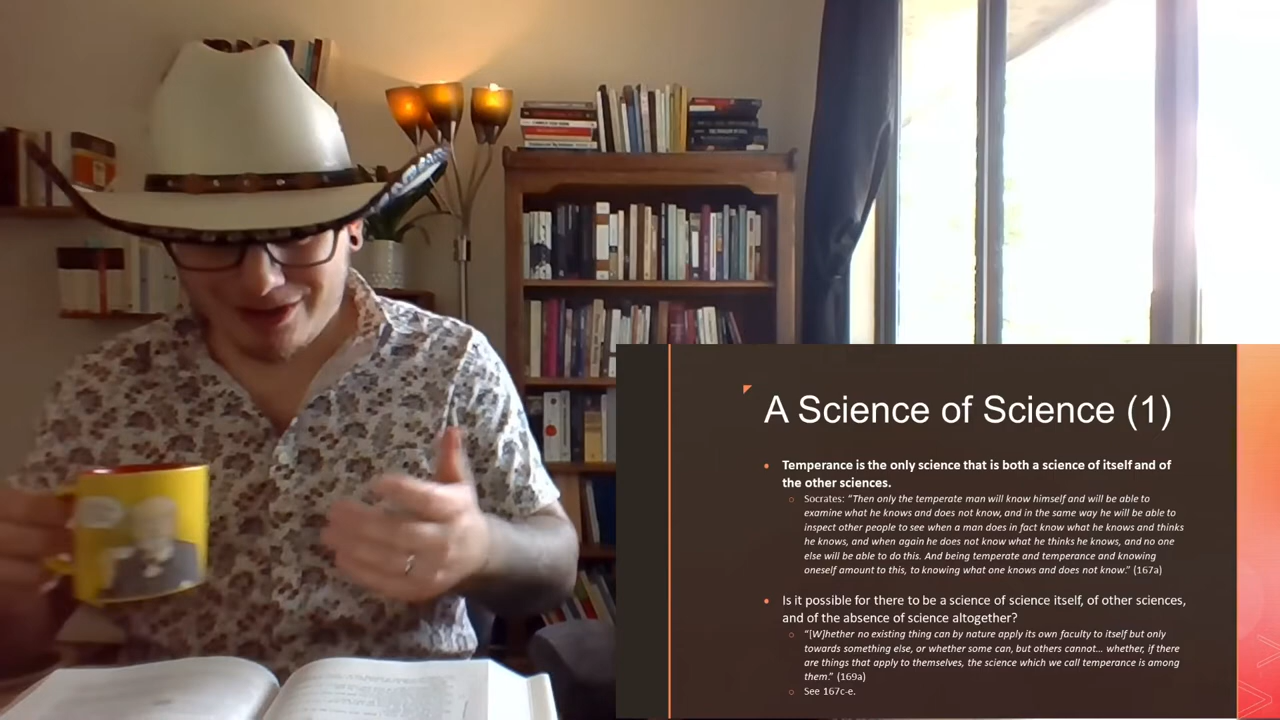 A Science of Science (1)
Temperance is the only science that is both a science of itself and of
the other sciences.
Socrates: “Then only the temperate man will know himself and will be able to
examine what he knows and does not know, and in the same way he will be able to
inspect other people to see when a man does in fact know what he knows and thinks
he knows, and when again he does not know what he thinks he knows, and no one
else will be able to do this. And being temperate and temperance and knowing
oneself amount to this, to knowing what one knows and does not know.” (167a)
Is it possible for there to be a science of science itself, of other sciences,
and of the absence of science altogether?
“[W]hether no existing thing can by nature apply its own faculty to itself but only
towards something else, or whether some can, but others cannot… whether, if there
are things that apply to themselves, the science which we call temperance is among
them.” (169a)
See 167c-e.